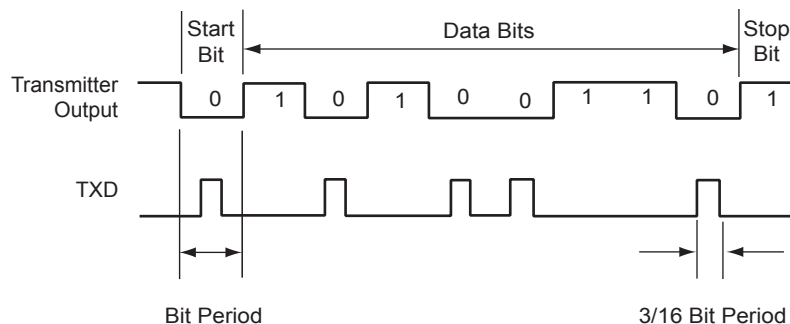 Start
Bit
Data Bits
Stop
Bit
Transmitter
Output
0 1 0 1 0 0 1 1 0 1
TXD
Bit Period
3/16 Bit Period